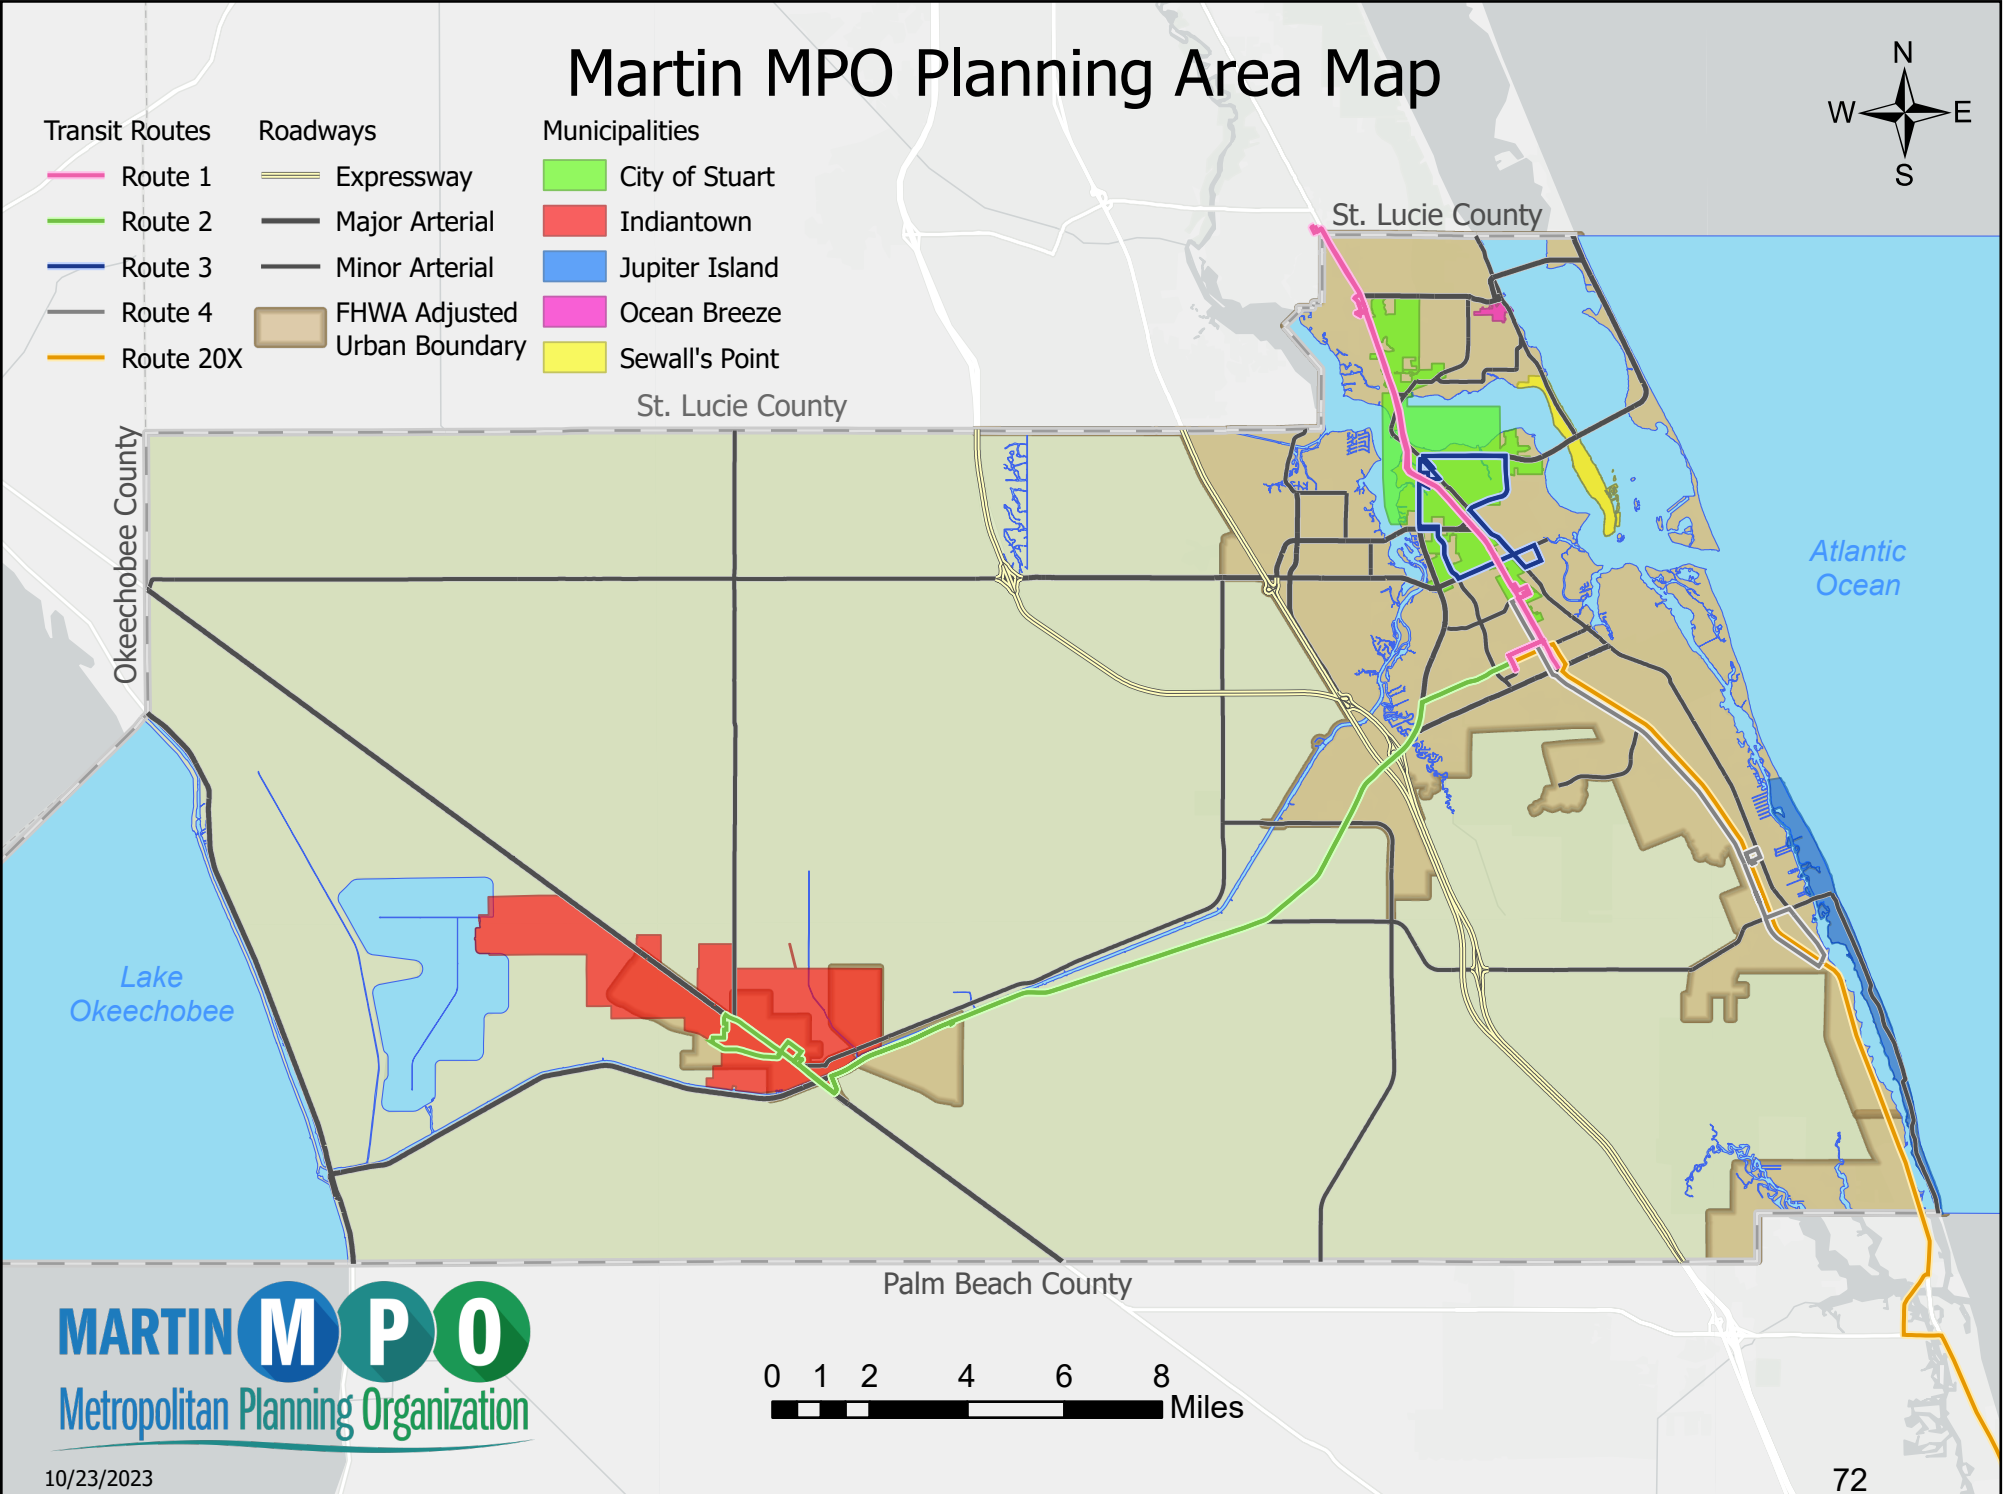 Martin MPO Planning Area Map
N
W
E
S
Transit Routes
Route 1
Route 2
Route 3
Route 4
Route 20X
Roadways
Expressway
Major Arterial
Minor Arterial
FHWA Adjusted
Urban Boundary
Municipalities
City of Stuart
Indiantown
Jupiter Island
Ocean Breeze
Sewall's Point
St. Lucie County
St. Lucie County
Okeechobee County
Atlantic
Ocean
Lake
Okeechobee
Palm Beach County
MARTIN MPO
Metropolitan Planning Organization
0 1 2 4 6 8
Miles
10/23/2023
72